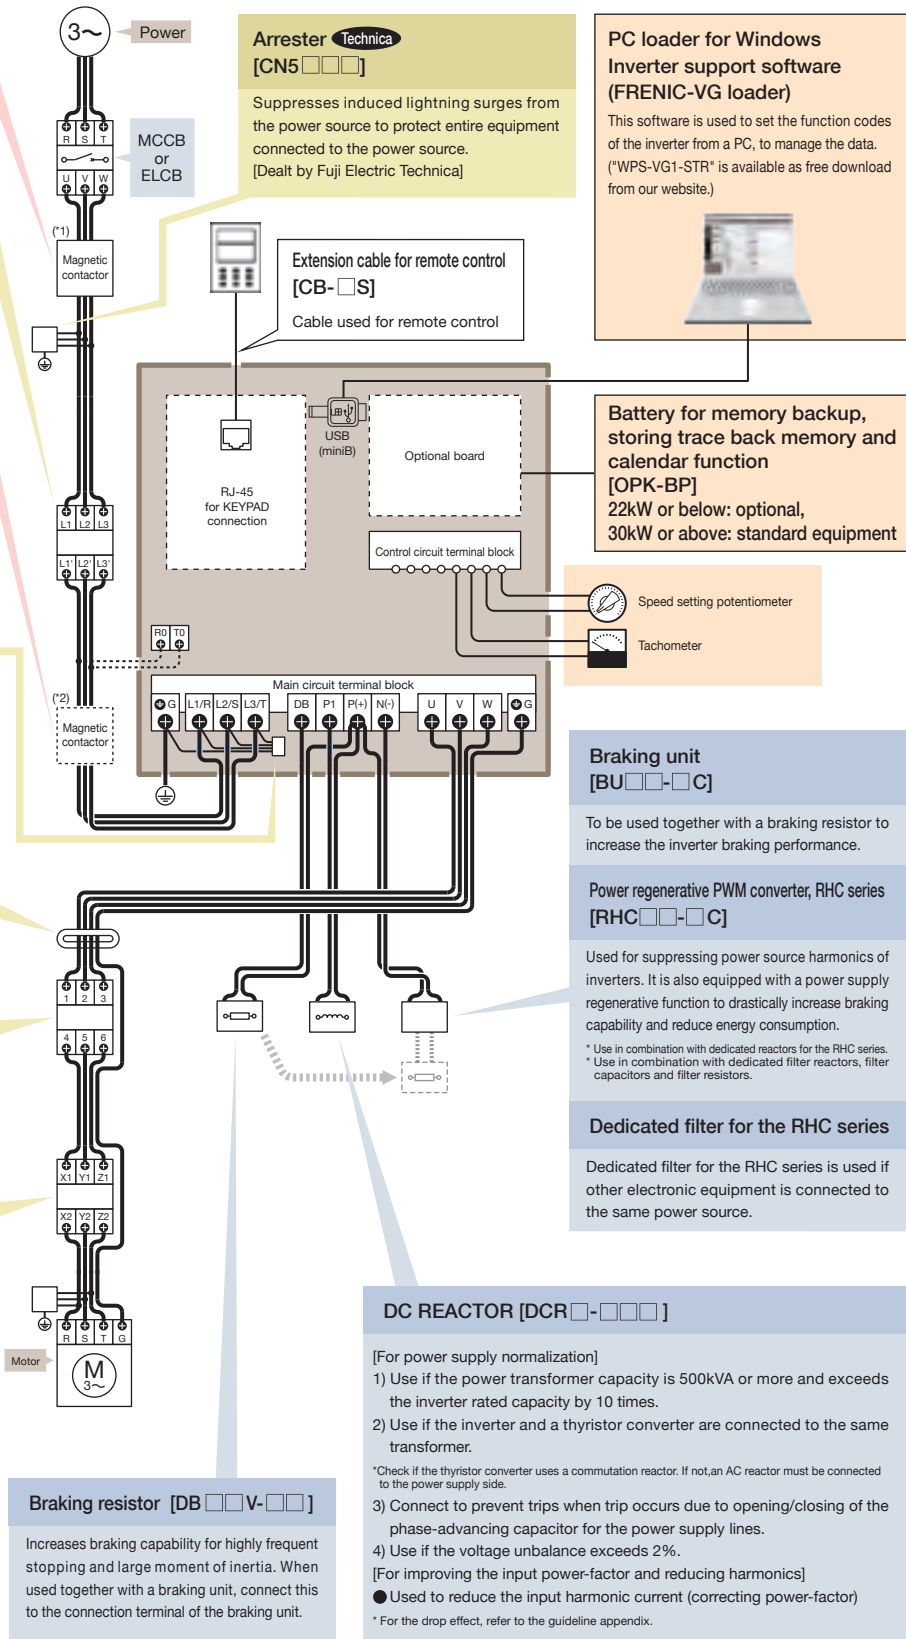 3～
Power
R S T
U V W
MCCB
or
ELCB
Arrester Technica
[CN5□□□]
Suppresses induced lightning surges from
the power source to protect entire equipment
connected to the power source.
[Dealt by Fuji Electric Technica]
PC loader for Windows
Inverter support software
(FRENIC-VG loader)
This software is used to set the function codes
of the inverter from a PC, to manage the data.
("WPS-VG1-STR" is available as free download
from our website.)
(*1)
Magnetic
contactor
Extension cable for remote control
[CB-□S]
Cable used for remote control
USB
(miniB)
RJ-45
for KEYPAD
connection
Optional board
Battery for memory backup,
storing trace back memory and
calendar function
[OPK-BP]
22kW or below: optional,
30kW or above: standard equipment
L1 L2 L3
L1' L2' L3'
Control circuit terminal block
Speed setting potentiometer
Tachometer
R0 T0
(*2)
Magnetic
contactor
Main circuit terminal block
G L1/R L2/S L3/T DB P1 P(+) N(-) U V W G
Braking unit
[BU□□-□C]
To be used together with a braking resistor to
increase the inverter braking performance.
Power regenerative PWM converter, RHC series
[RHC□□-□C]
Used for suppressing power source harmonics of
inverters. It is also equipped with a power supply
regenerative function to drastically increase braking
capability and reduce energy consumption.
* Use in combination with dedicated reactors for the RHC series.
* Use in combination with dedicated filter reactors, filter
capacitors and filter resistors.
Dedicated filter for the RHC series
Dedicated filter for the RHC series is used if
other electronic equipment is connected to
the same power source.
1 2 3
4 5 6
X1 Y1 Z1
X2 Y2 Z2
R S T G
Motor
M
3～
DC REACTOR [DCR□-□□□]
[For power supply normalization]
1) Use if the power transformer capacity is 500kVA or more and exceeds
the inverter rated capacity by 10 times.
2) Use if the inverter and a thyristor converter are connected to the same
transformer.
*Check if the thyristor converter uses a commutation reactor. If not,an AC reactor must be connected
to the power supply side.
3) Connect to prevent trips when trip occurs due to opening/closing of the
phase-advancing capacitor for the power supply lines.
4) Use if the voltage unbalance exceeds 2%.
[For improving the input power-factor and reducing harmonics]
● Used to reduce the input harmonic current (correcting power-factor)
* For the drop effect, refer to the guideline appendix.
Braking resistor [DB□□V-□□]
Increases braking capability for highly frequent
stopping and large moment of inertia. When
used together with a braking unit, connect this
to the connection terminal of the braking unit.